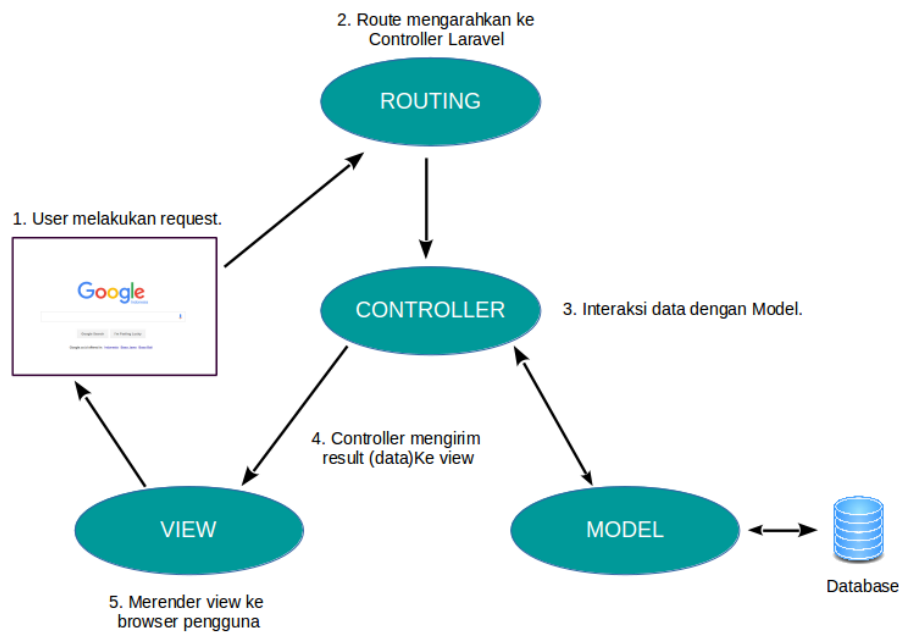 2. Route mengarahkan ke
Controller Laravel
ROUTING
1. User melakukan request.
Google
CONTROLLER
3. Interaksi data dengan Model.
4. Controller mengirim
result (data)Ke view
VIEW
MODEL
Database
5. Merender view ke
browser pengguna